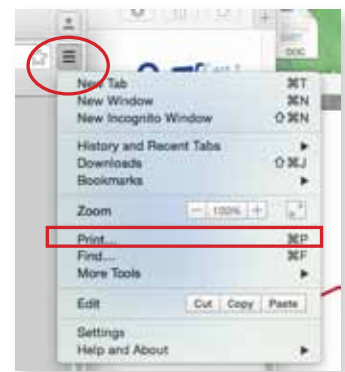 DOC
New Tab ⌘T
New Window ⌘N
New Incognito Window ⇧⌘N
History and Recent Tabs ▶
Downloads ⇧⌘J
Bookmarks ▶
Zoom − 100% +
Print... ⌘P
Find... ⌘F
More Tools ▶
Edit Cut Copy Paste
Settings
Help and About ▶